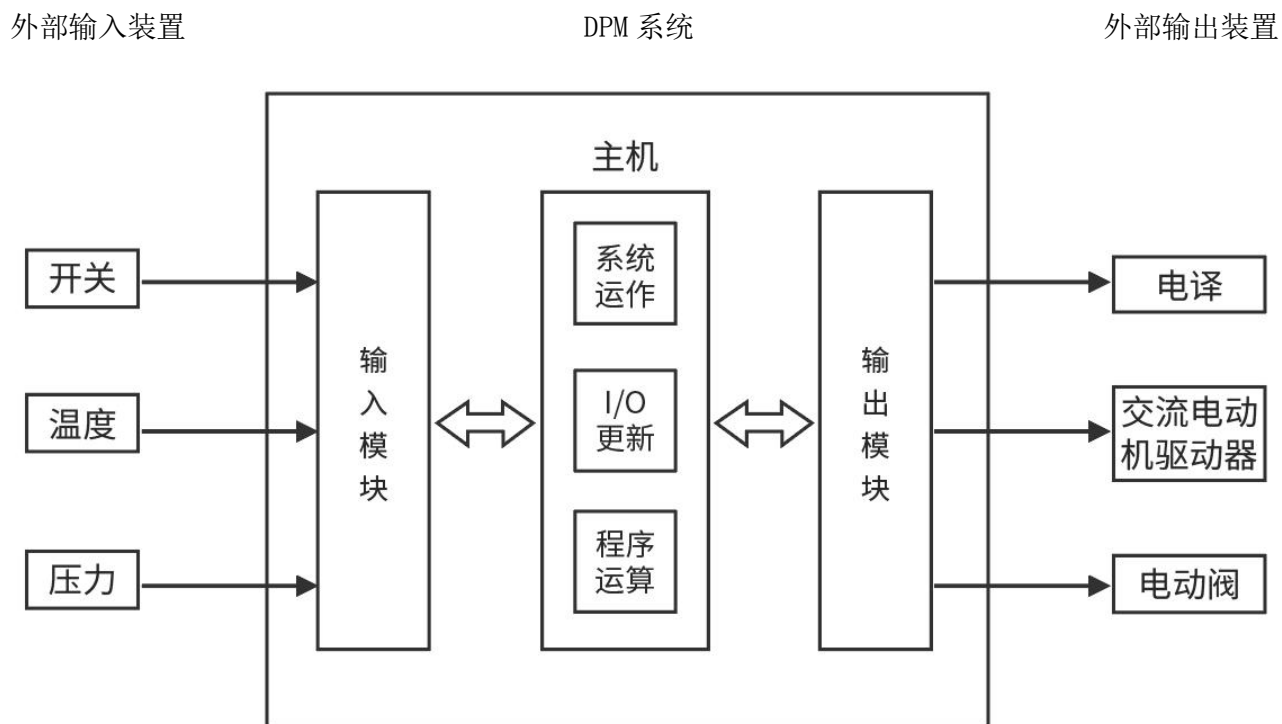 外部输入装置
DPM 系统
外部输出装置
主机
开关
温度
压力
输
入
模
块
系统
运作
I/O
更新
程序
运算
输
出
模
块
电译
交流电动
机驱动器
电动阀